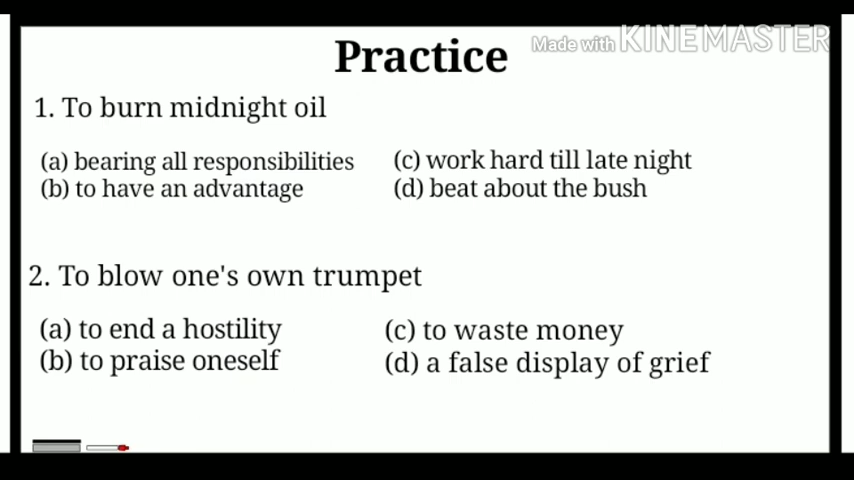 Made with KINEMASTER
Practice
1. To burn midnight oil
(a) bearing all responsibilities
(b) to have an advantage
(c) work hard till late night
(d) beat about the bush
2. To blow one's own trumpet
(a) to end a hostility
(b) to praise oneself
(c) to waste money
(d) a false display of grief